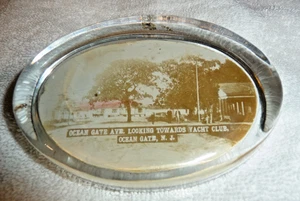 OCEAN GATE AVE. LOOKING TOWARDS YACHT CLUB.
OCEAN GATE, N. J.